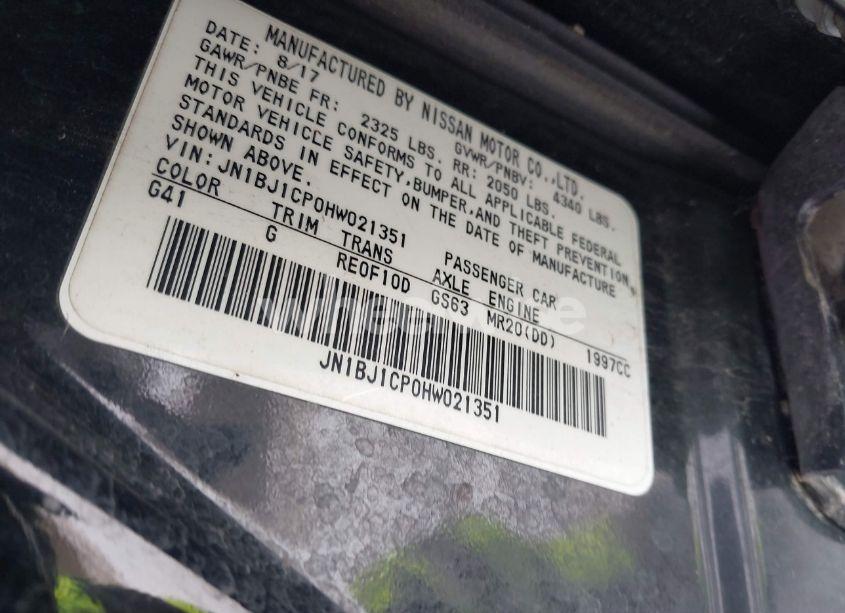 MANUFACTURED BY NISSAN MOTOR CO.,LTD.
DATE: 8/17 GVWR/PNBV: 4340 LBS.
GAWR/PNBE FR: 2325 LBS. RR: 2050 LBS.
THIS VEHICLE CONFORMS TO ALL APPLICABLE FEDERAL
MOTOR VEHICLE SAFETY,BUMPER,AND THEFT PREVENTION,
STANDARDS IN EFFECT ON THE DATE OF MANUFACTURE
SHOWN ABOVE.
VIN:JN1BJ1CP0HW021351 PASSENGER CAR
COLOR TRIM TRANS AXLE ENGINE
G41 G RE0F10D GS63 MR20(DD) 1997CC
JN1BJ1CP0HW021351